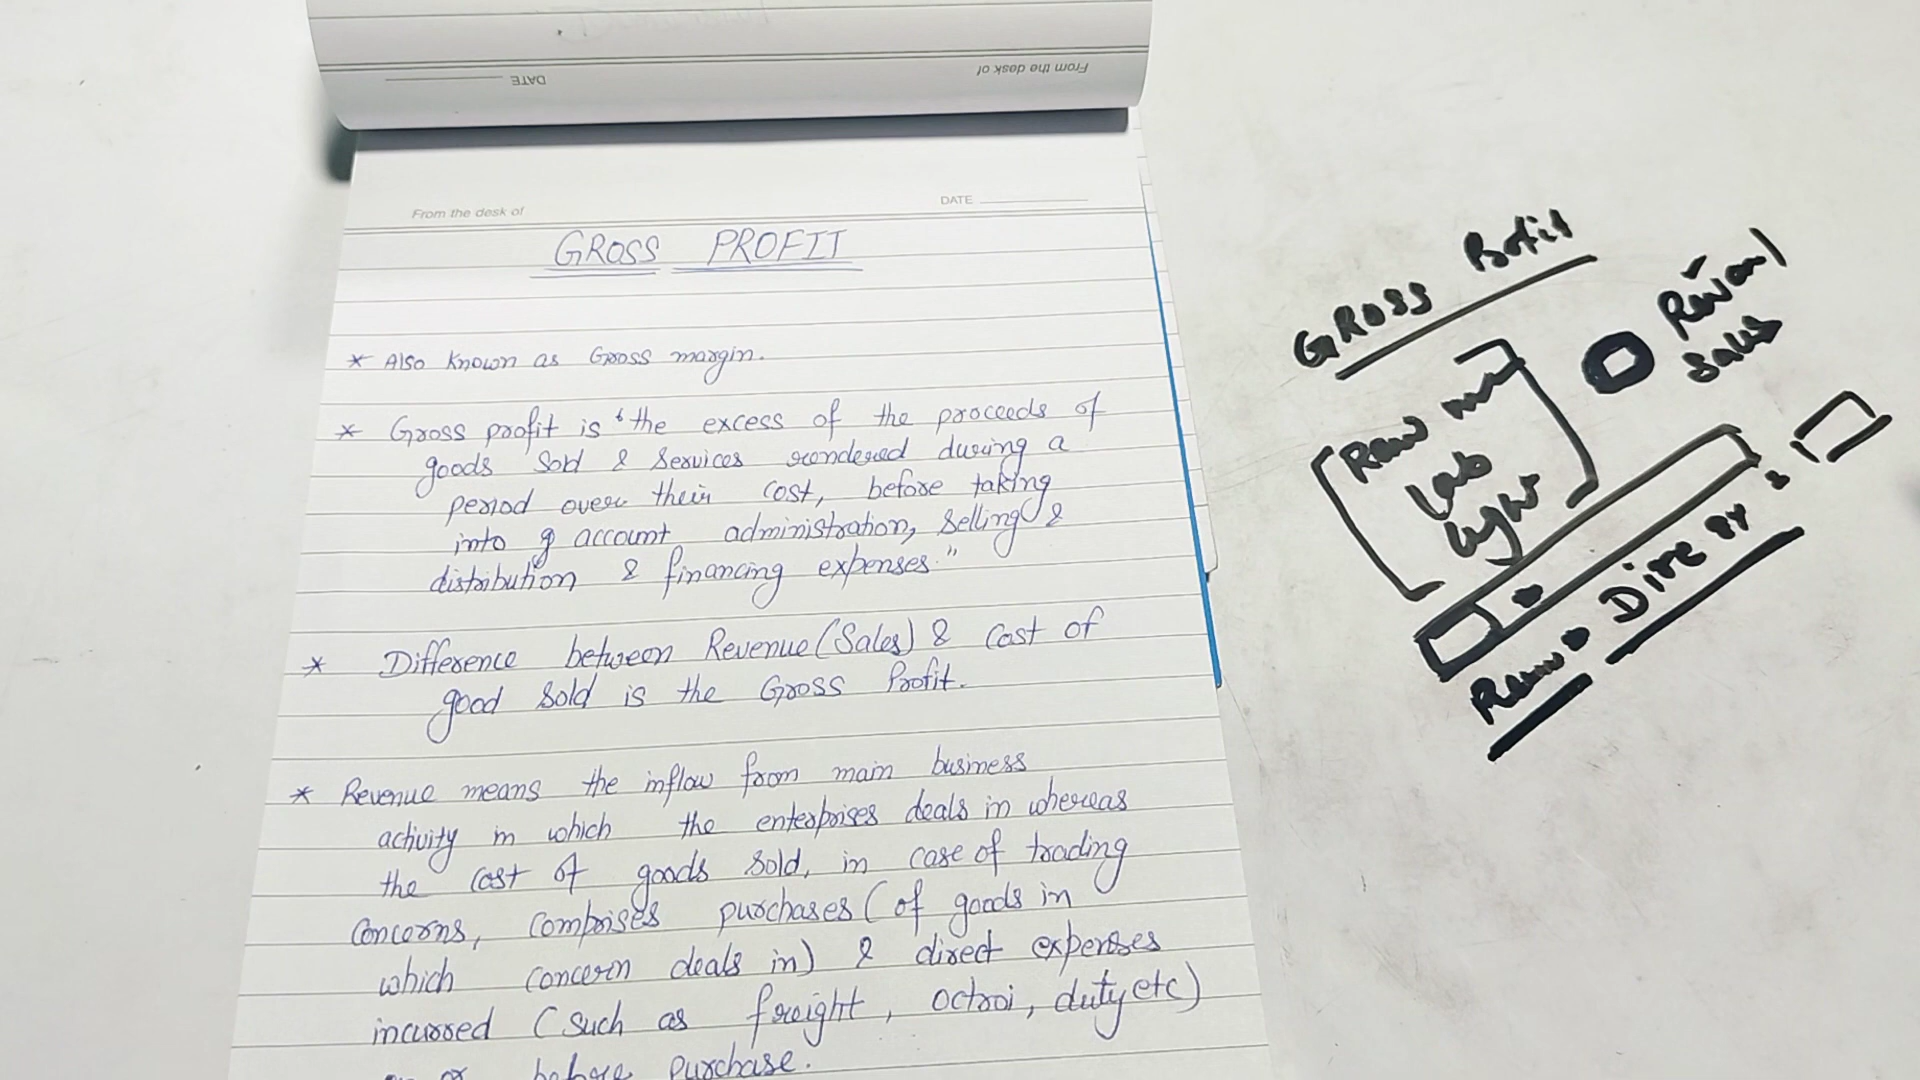 From the desk of
DATE
From the desk of
DATE
GROSS PROFIT
* Also known as Gross margin.
* Gross profit is "the excess of the proceeds of
goods sold & services rendered during a
period over their cost, before taking
into account administration, selling &
distribution & financing expenses."
* Difference between Revenue (Sales) & cost of
good sold is the Gross Profit.
* Revenue means the inflow from main business
activity in which the enterprises deals in whereas
the cost of goods sold, in case of trading
concerns, comprises purchases (of goods in
which concern deals in) & direct expenses
incurred (such as freight, octroi, duty etc)
or before purchase.
GROSS Profit
Sales
Raw
Lab